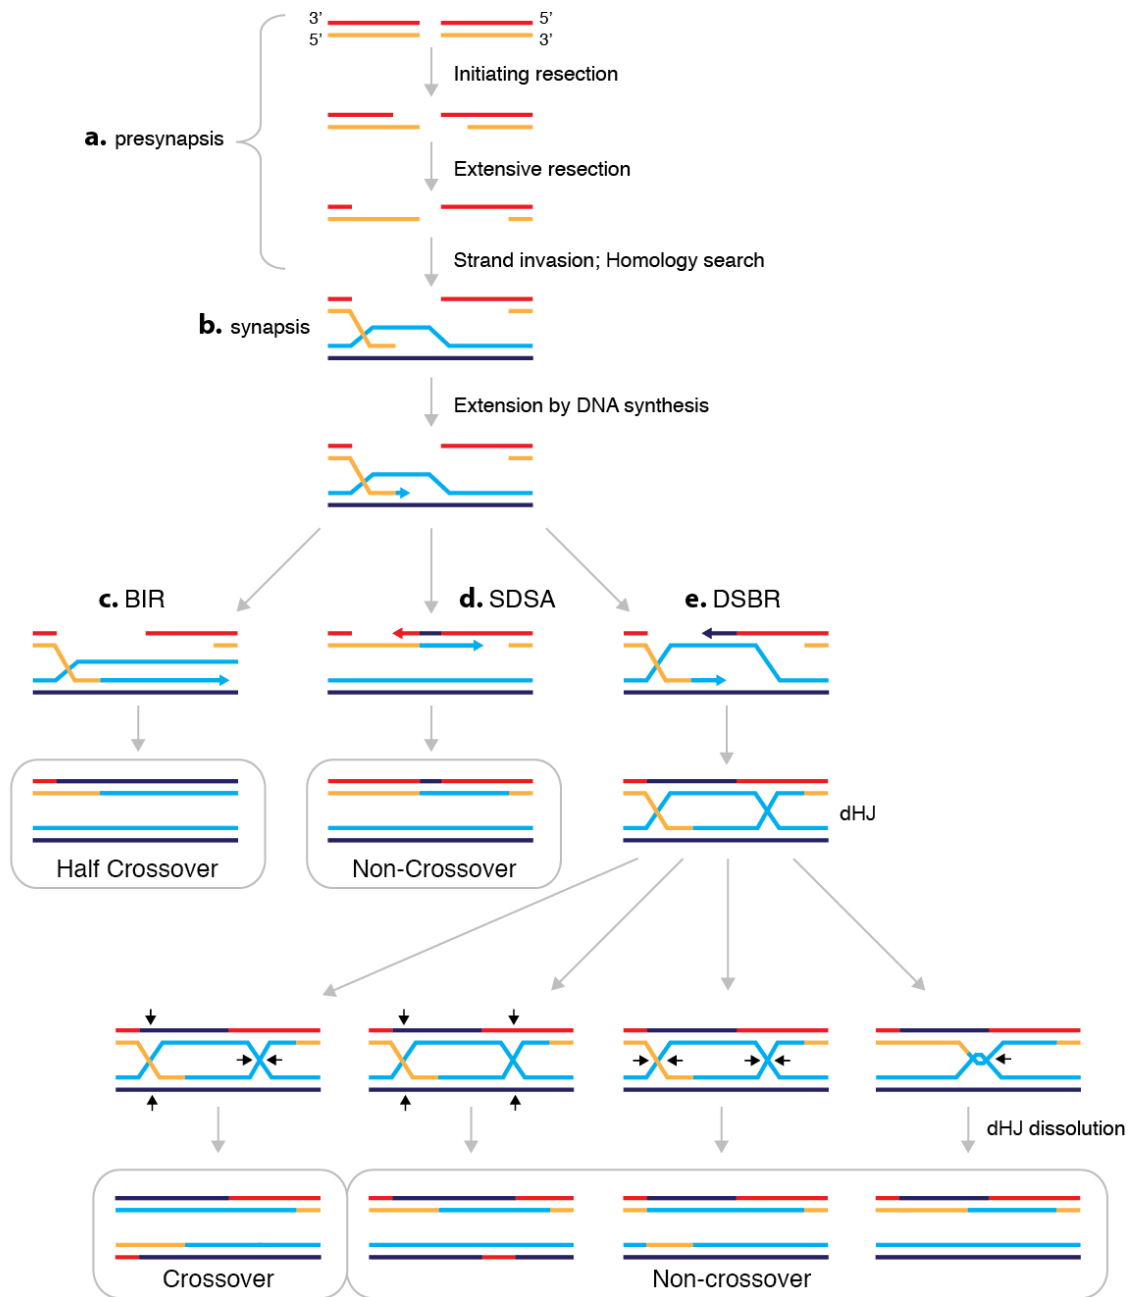 3’ 5’
5’ 3’
Initiating resection
a. presynapsis
Extensive resection
Strand invasion; Homology search
b. synapsis
Extension by DNA synthesis
c. BIR
d. SDSA
e. DSBR
dHJ
Half Crossover
Non-Crossover
dHJ dissolution
Crossover
Non-crossover